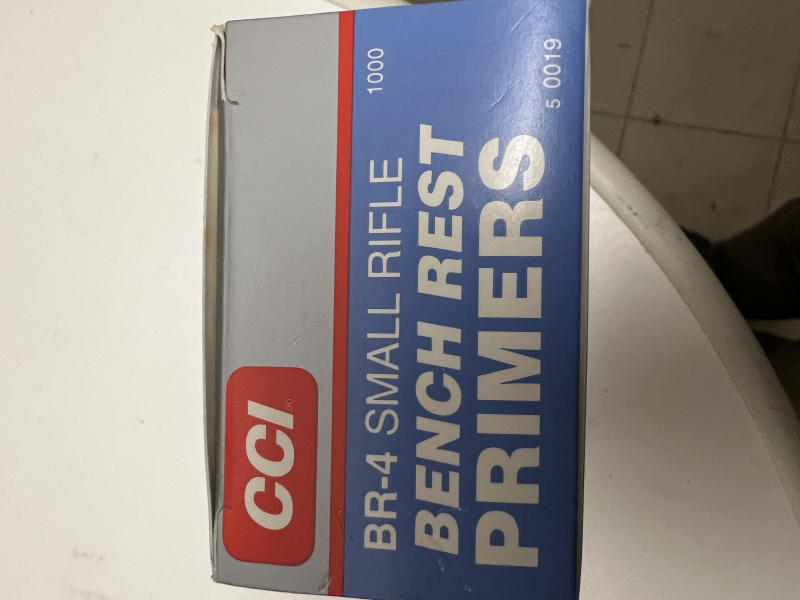 CCI®
BR-4 SMALL RIFLE 1000
BENCH REST
PRIMERS 5 0019